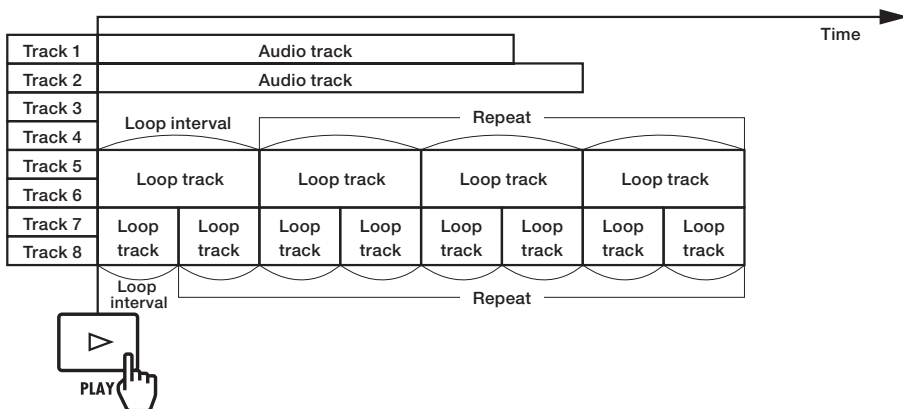 Time
Track 1
Audio track
Track 2
Audio track
Track 3
Track 4
Loop interval
Repeat
Track 5
Track 6
Loop track
Loop track
Loop track
Loop track
Track 7
Track 8
Loop
track
Loop
track
Loop
track
Loop
track
Loop
track
Loop
track
Loop
track
Loop
track
Loop
interval
Repeat
PLAY